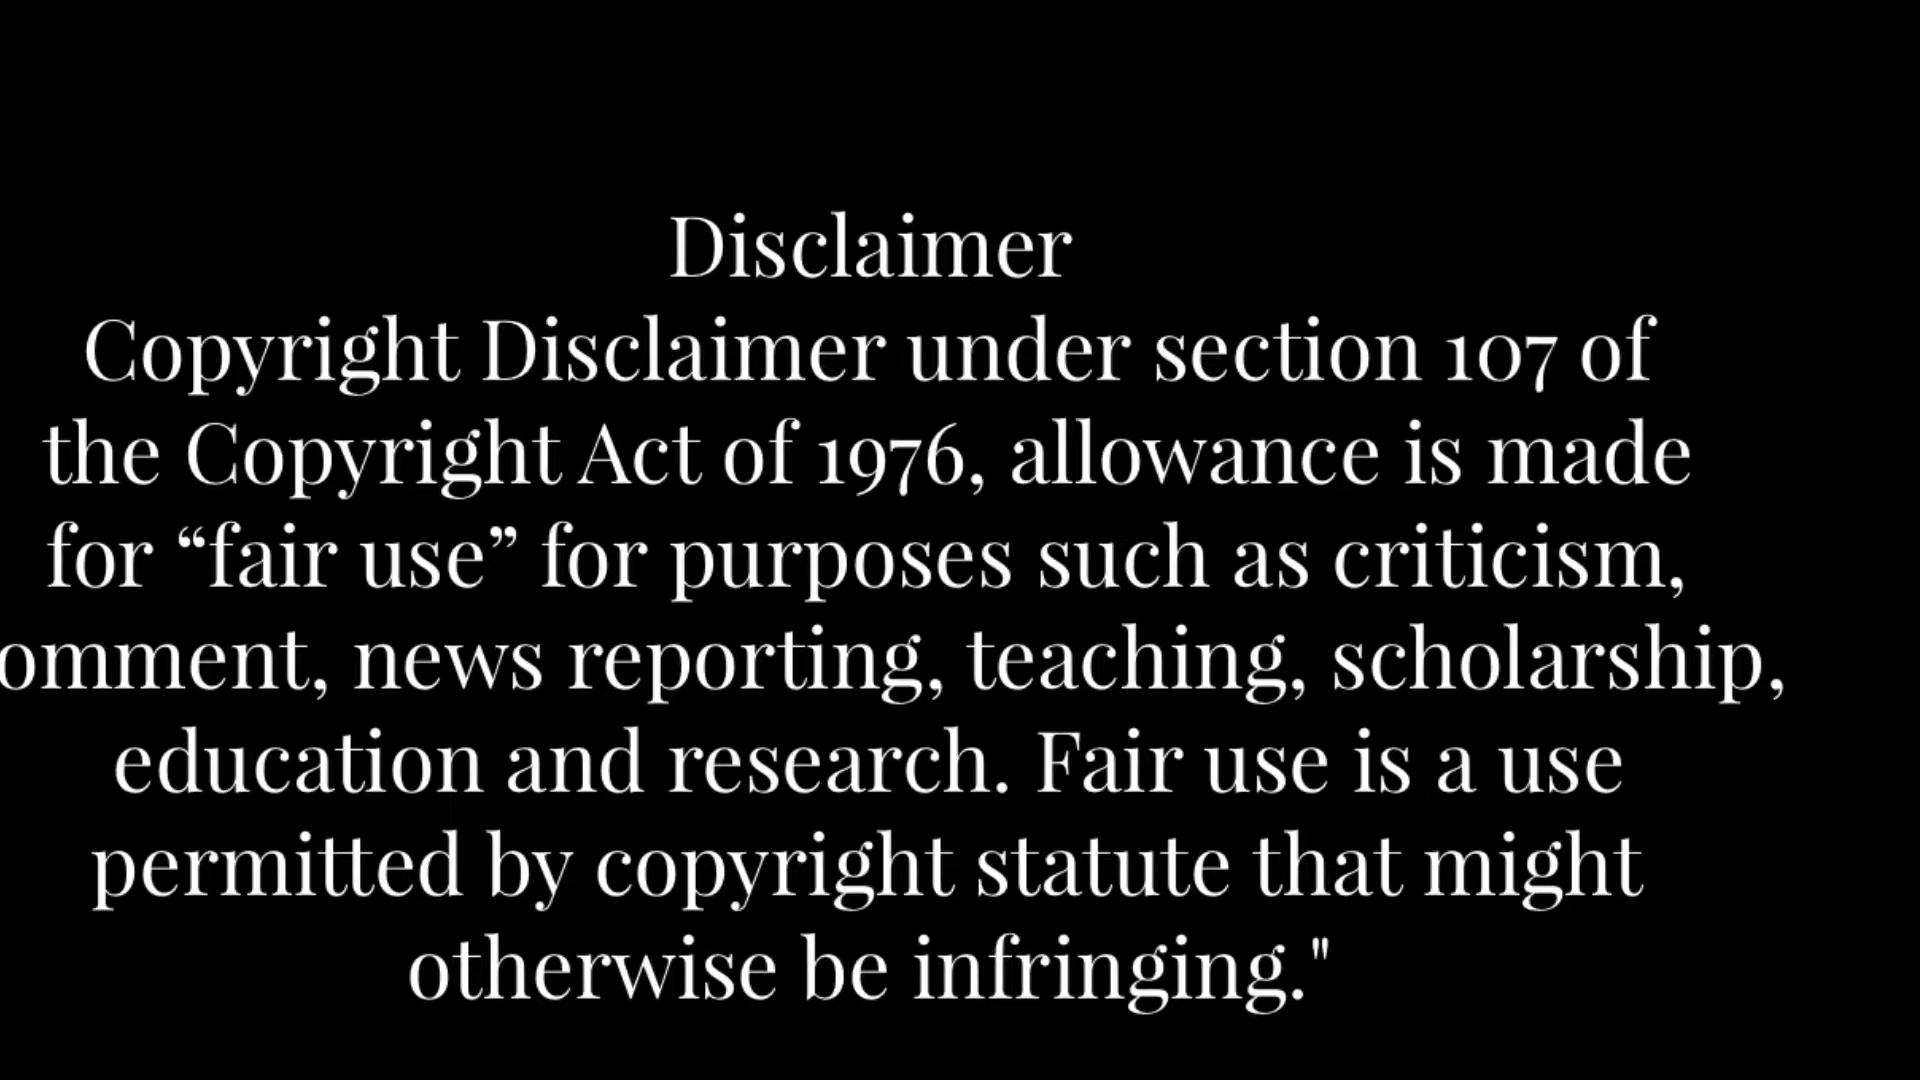 Disclaimer
Copyright Disclaimer under section 107 of
the Copyright Act of 1976, allowance is made
for “fair use” for purposes such as criticism,
omment, news reporting, teaching, scholarship,
education and research. Fair use is a use
permitted by copyright statute that might
otherwise be infringing."